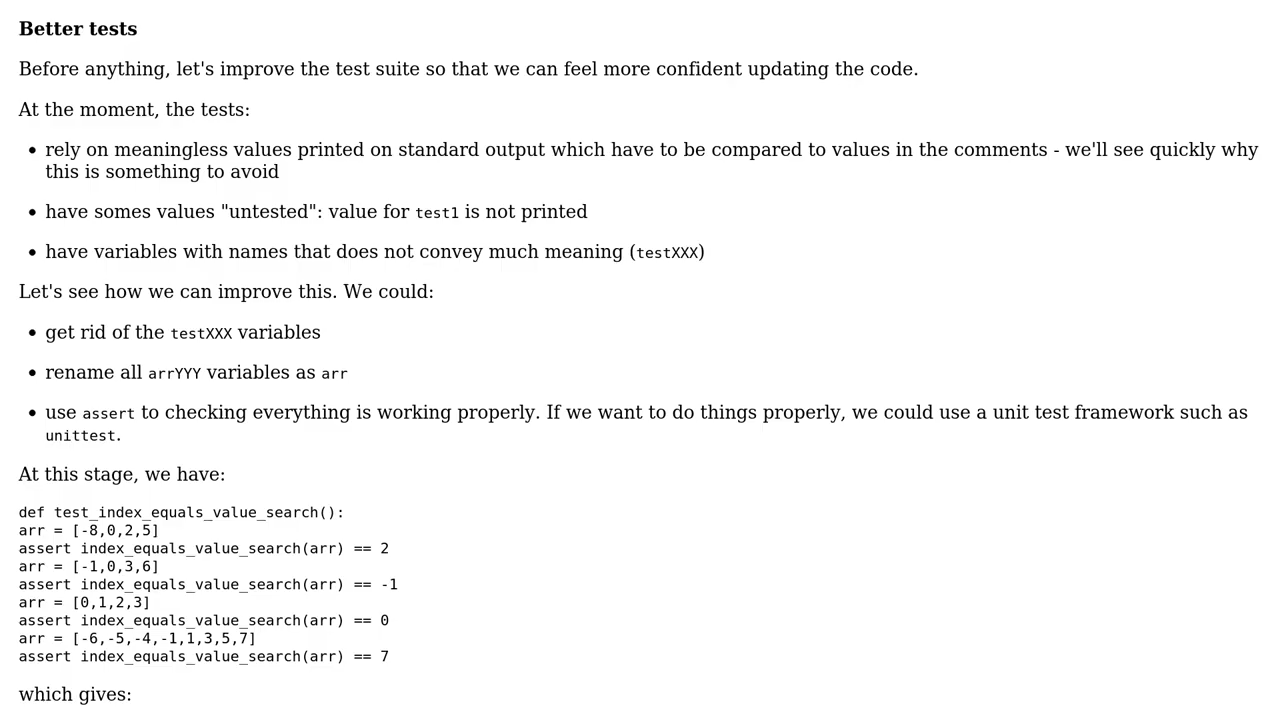 Better tests
Before anything, let's improve the test suite so that we can feel more confident updating the code.
At the moment, the tests:
• rely on meaningless values printed on standard output which have to be compared to values in the comments - we'll see quickly why
this is something to avoid
• have somes values "untested": value for test1 is not printed
• have variables with names that does not convey much meaning (testXXX)
Let's see how we can improve this. We could:
• get rid of the testXXX variables
• rename all arrYYY variables as arr
• use assert to checking everything is working properly. If we want to do things properly, we could use a unit test framework such as
unittest.
At this stage, we have:
def test_index_equals_value_search():
arr = [-8,0,2,5]
assert index_equals_value_search(arr) == 2
arr = [-1,0,3,6]
assert index_equals_value_search(arr) == -1
arr = [0,1,2,3]
assert index_equals_value_search(arr) == 0
arr = [-6,-5,-4,-1,1,3,5,7]
assert index_equals_value_search(arr) == 7
which gives: